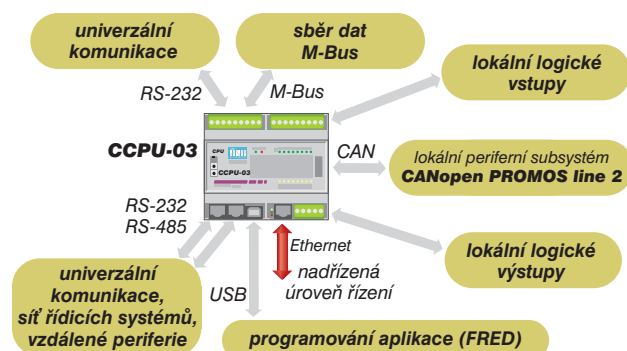 univerzální
komunikace
sběr dat
M-Bus
lokální logické
vstupy
RS-232
M-Bus
CCPU-03
CPU
CCPU-03
CAN
lokální periferní subsystém
CANopen PROMOS line 2
RS-232
RS-485
Ethernet
nadřízená
úroveň řízení
lokální logické
výstupy
univerzální
komunikace,
síť řídicích systémů,
vzdálené periferie
USB
programování aplikace (FRED)